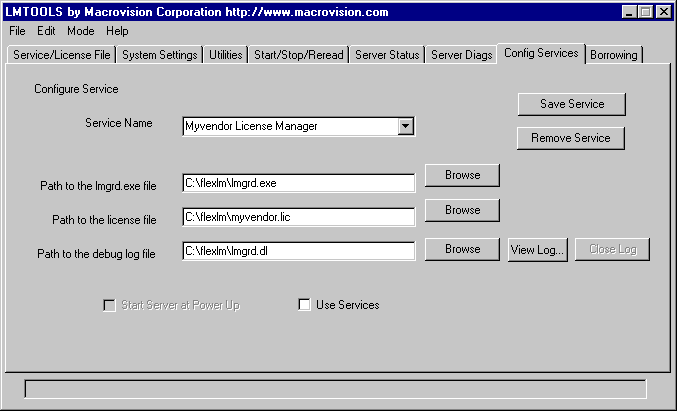 LMTOOLS by Macrovision Corporation http://www.macrovision.com
File Edit Mode Help
Service/License File System Settings Utilities Start/Stop/Reread Server Status Server Diags Config Services Borrowing
Configure Service
Save Service
Service Name Myvendor License Manager
Remove Service
Path to the lmgrd.exe file C:\flexlm\lmgrd.exe Browse
Path to the license file C:\flexlm\myvendor.lic Browse
Path to the debug log file C:\flexlm\lmgrd.dl Browse View Log... Close Log
Start Server at Power Up Use Services